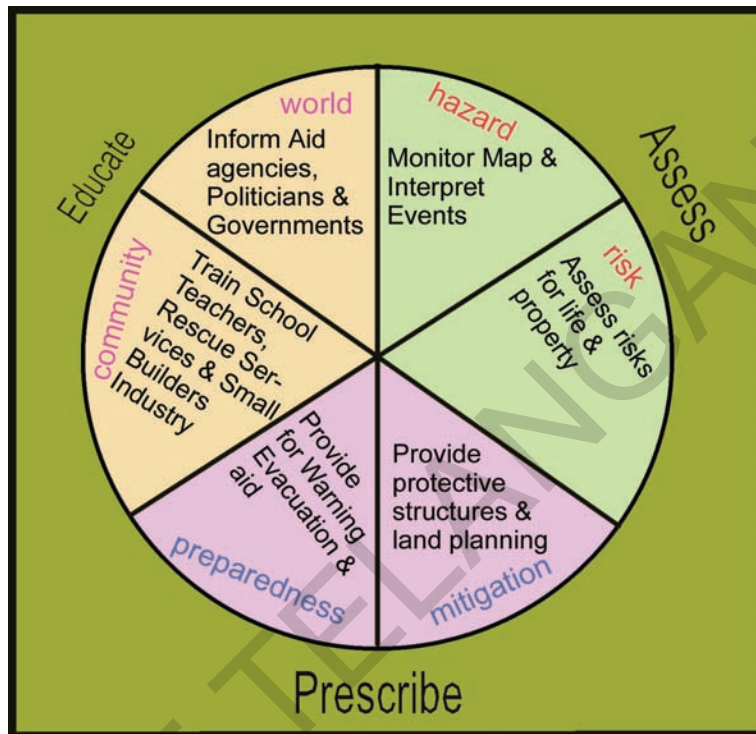 Educate
world
Inform Aid
agencies,
Politicians &
Governments
hazard
Monitor Map &
Interpret
Events
Assess
risk
Assess risks
for life &
property
community
Train School
Teachers,
Rescue Ser-
vices & Small
Builders
Industry
Provide
for Warning
Evacuation &
aid
preparedness
Provide
protective
structures &
land planning
mitigation
Prescribe
TELANGAN